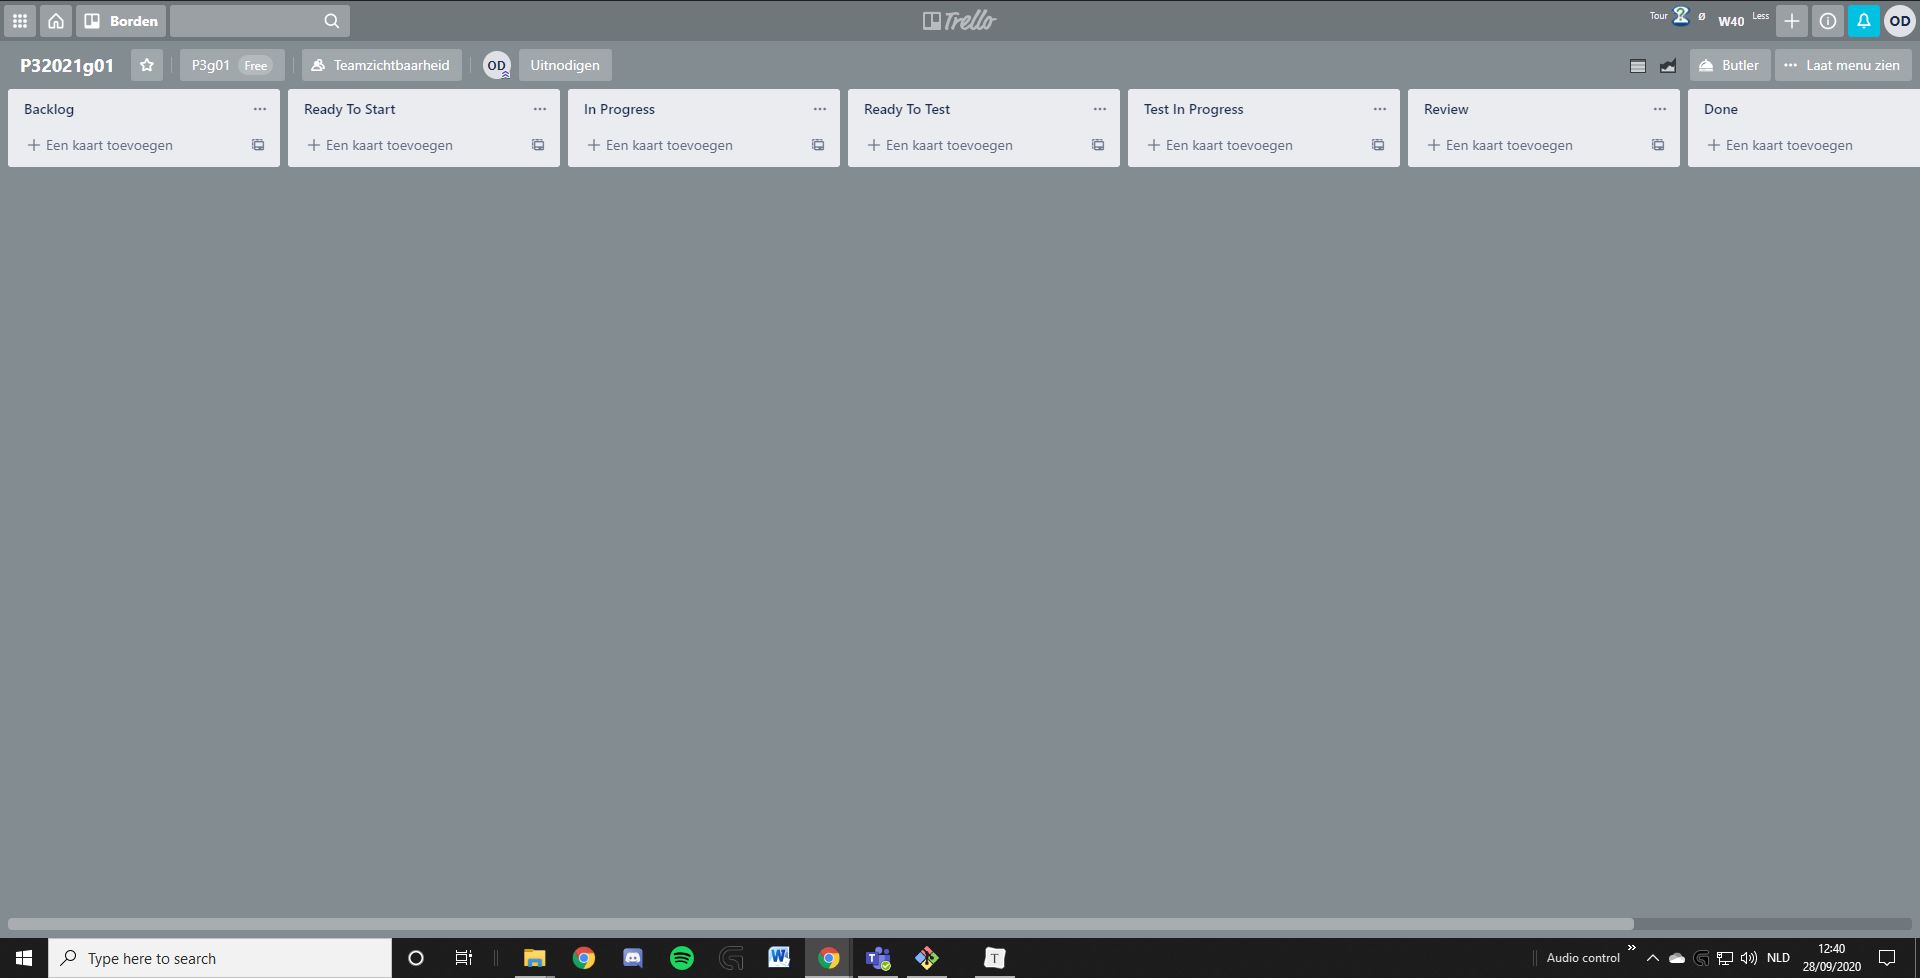 Borden
Trello
Tour
ø
W40
Less
OD
P32021g01
P3g01 Free
Teamzichtbaarheid
OD
Uitnodigen
Butler
Laat menu zien
Backlog
Een kaart toevoegen
Ready To Start
Een kaart toevoegen
In Progress
Een kaart toevoegen
Ready To Test
Een kaart toevoegen
Test In Progress
Een kaart toevoegen
Review
Een kaart toevoegen
Done
Een kaart toevoegen
Type here to search
W
T
T
Audio control
NLD
12:40
28/09/2020